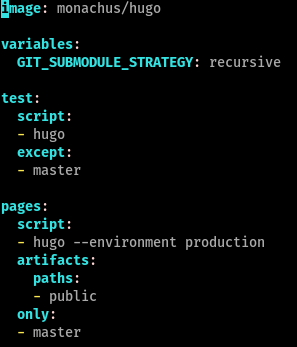 image: monachus/hugo

variables:
  GIT_SUBMODULE_STRATEGY: recursive

test:
  script:
  - hugo
  except:
  - master

pages:
  script:
  - hugo --environment production
  artifacts:
    paths:
    - public
  only:
  - master